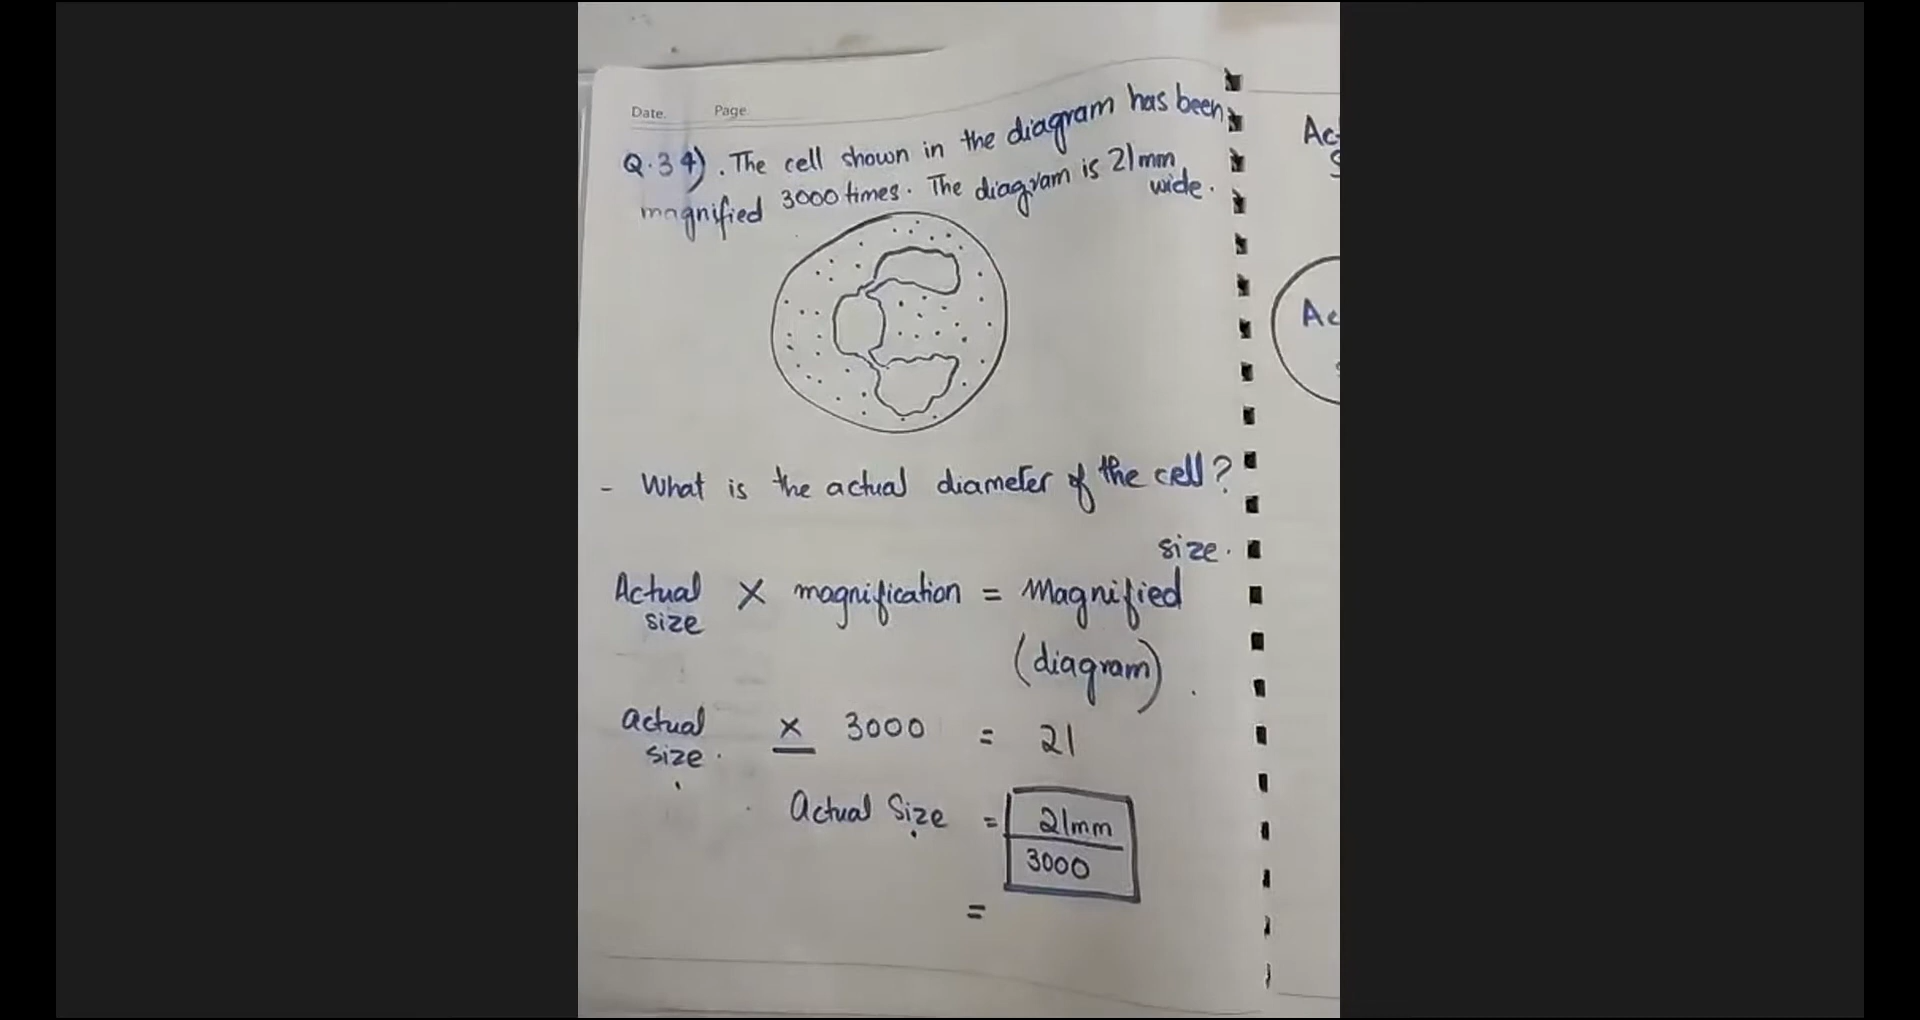 Date. Page
Q.34). The cell shown in the diagram has been
magnified 3000 times. The diagram is 21mm
wide.
- What is the actual diameter of the cell?
size.
Actual × magnification = Magnified
size
(diagram).
actual × 3000 = 21
size.
Actual Size = 21mm
3000
=
Ac
Ac